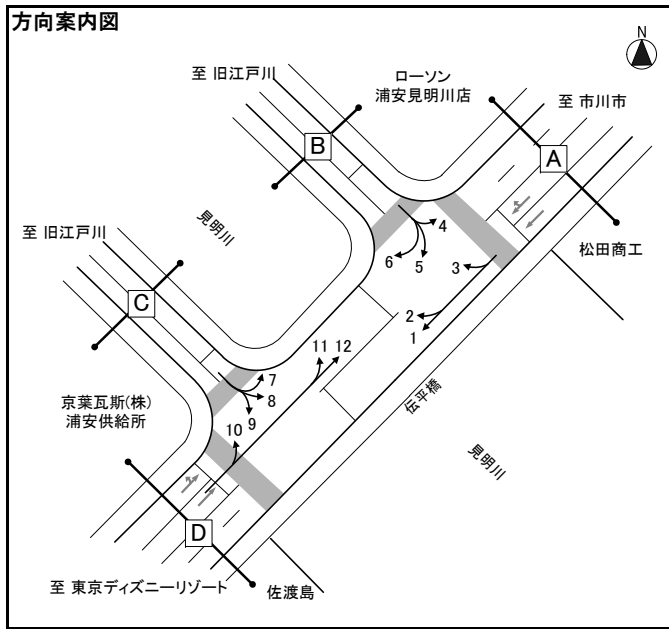 方向案内図
N
至 旧江戸川
ローソン
浦安見明川店
至 市川市
B
A
見明川
至 旧江戸川
松田商工
4
6
5
3
C
2
1
11 12
京葉瓦斯(株)
浦安供給所
7
8
9
10
伝平橋
見明川
D
至 東京ディズニーリゾート
佐渡島